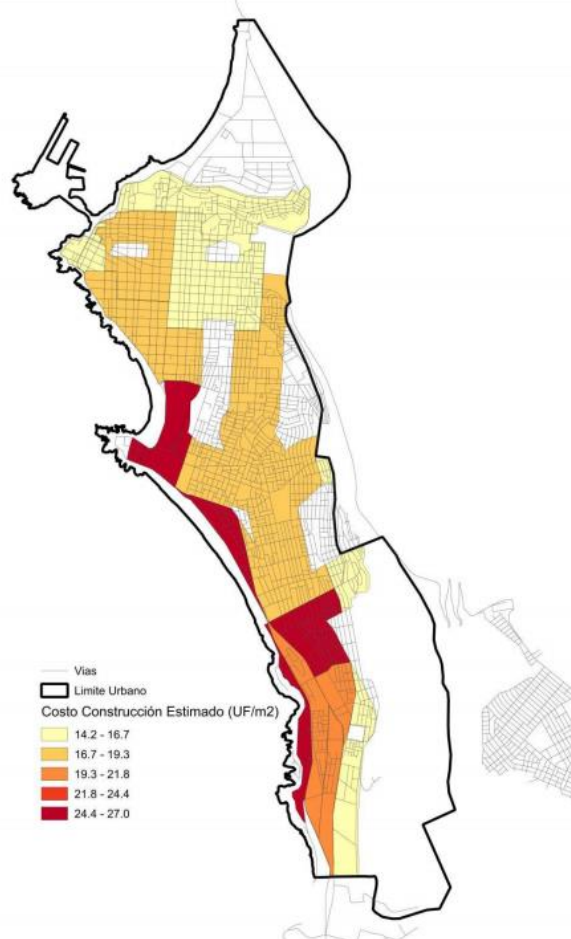 Vias
Limite Urbano
Costo Construcción Estimado (UF/m2)
14.2 - 16.7
16.7 - 19.3
19.3 - 21.8
21.8 - 24.4
24.4 - 27.0